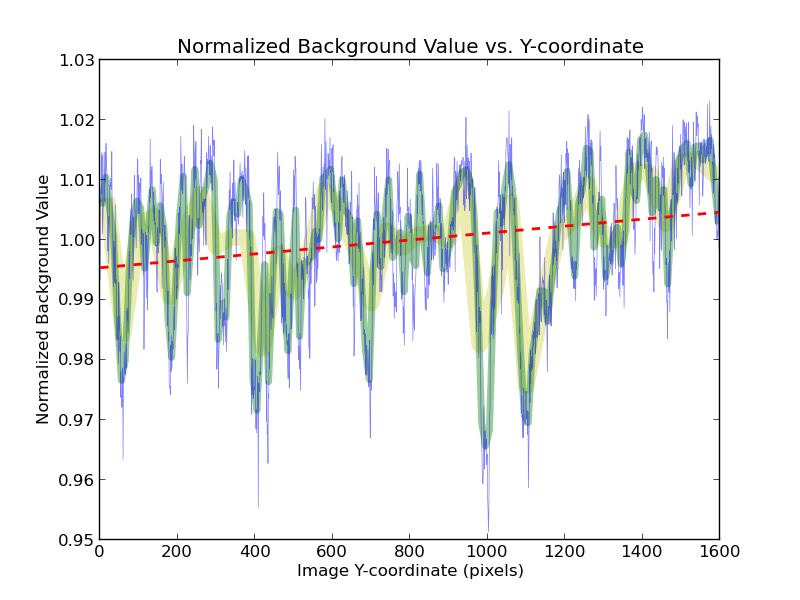 Normalized Background Value vs. Y-coordinate
1.03
1.02
1.01
1.00
0.99
0.98
0.97
0.96
0.95
Normalized Background Value
0 200 400 600 800 1000 1200 1400 1600
Image Y-coordinate (pixels)